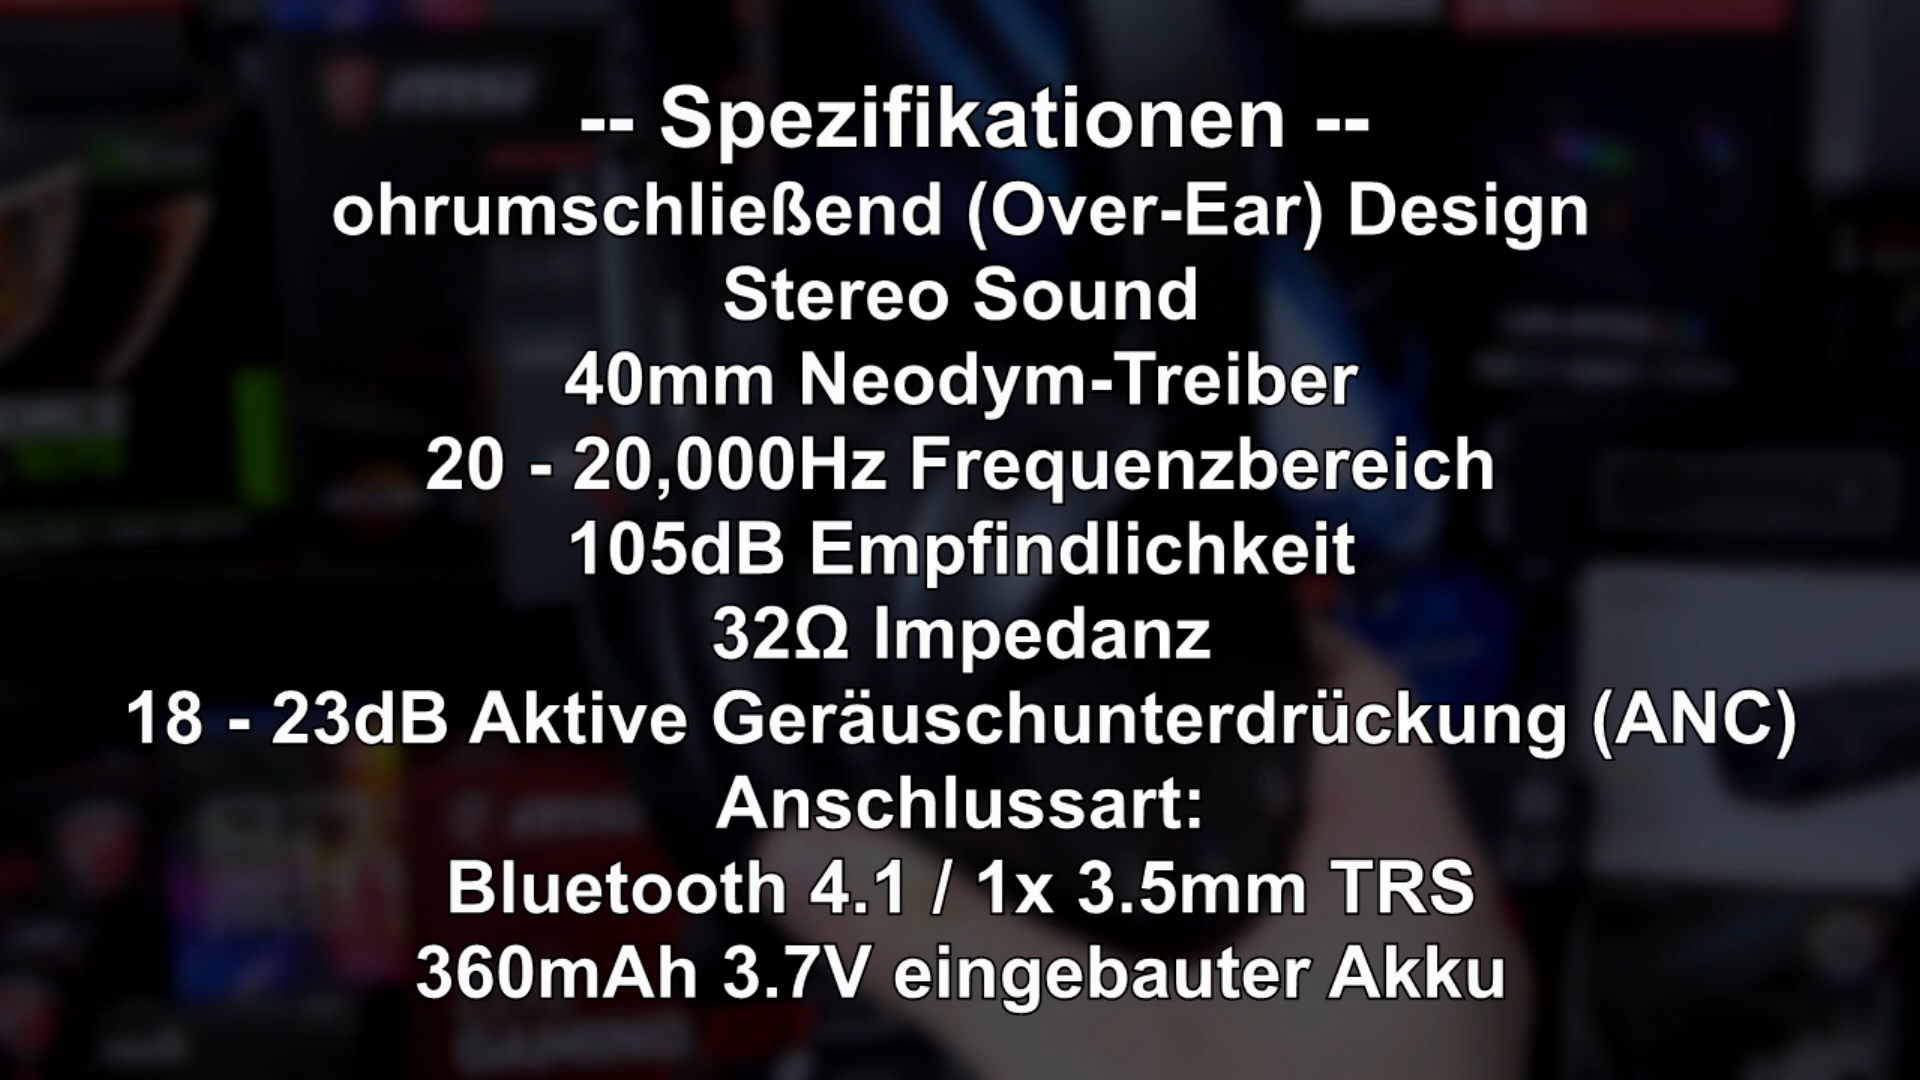 -- Spezifikationen --
ohrumschließend (Over-Ear) Design
Stereo Sound
40mm Neodym-Treiber
20 - 20,000Hz Frequenzbereich
105dB Empfindlichkeit
32Ω Impedanz
18 - 23dB Aktive Geräuschunterdrückung (ANC)
Anschlussart:
Bluetooth 4.1 / 1x 3.5mm TRS
360mAh 3.7V eingebauter Akku